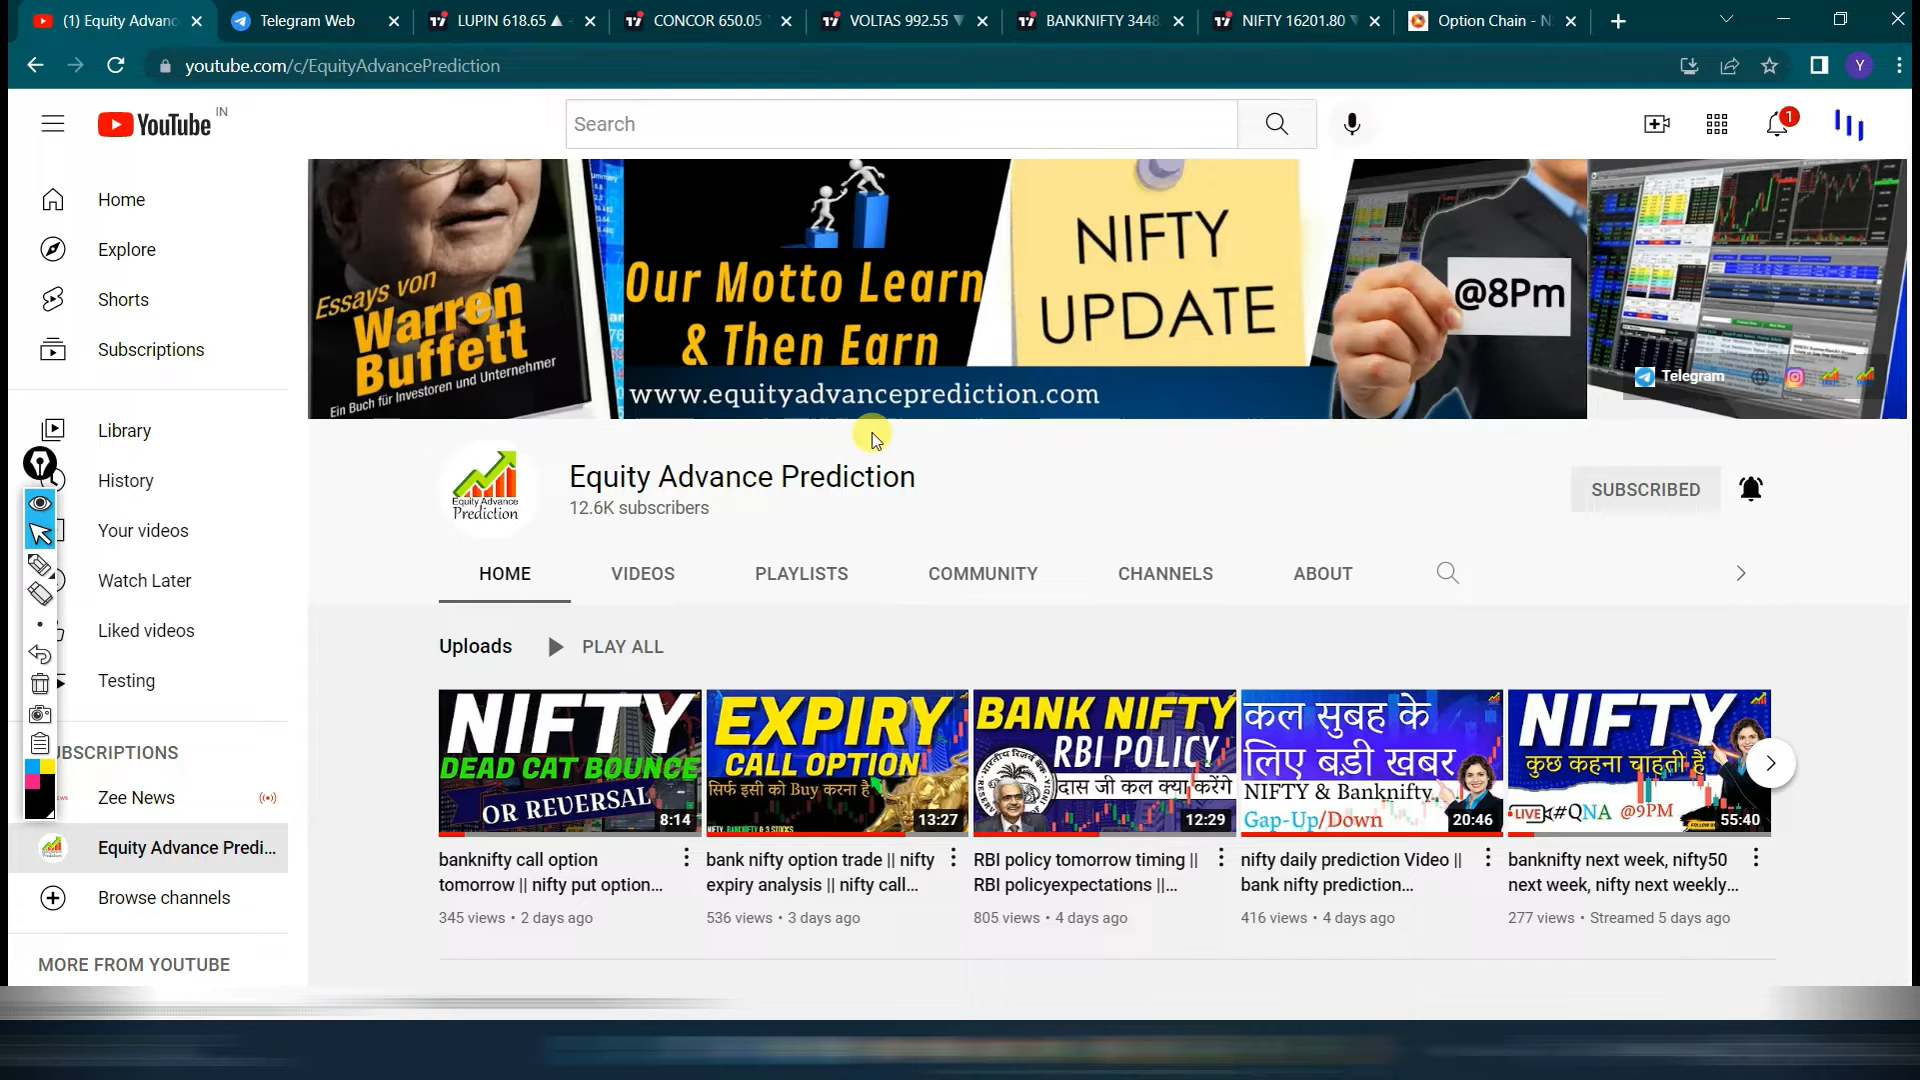 (1) Equity Advanc
Telegram Web
LUPIN 618.65 ▲
CONCOR 650.05
VOLTAS 992.55 ▼
BANKNIFTY 3448
NIFTY 16201.80 ▼
Option Chain - N
youtube.com/c/EquityAdvancePrediction
Y
YouTube IN
Search
1
Home
Explore
Shorts
Subscriptions
Library
History
Your videos
Watch Later
Liked videos
Testing
UBSCRIPTIONS
Zee News
Equity Advance Predi...
Browse channels
MORE FROM YOUTUBE
Essays von
Warren
Buffett
Ein Buch für Investoren und Unternehmer
Our Motto Learn
& Then Earn
www.equityadvanceprediction.com
NIFTY
UPDATE
@8Pm
Telegram
Equity Advance
Prediction
Equity Advance Prediction
12.6K subscribers
SUBSCRIBED
HOME
VIDEOS
PLAYLISTS
COMMUNITY
CHANNELS
ABOUT
Uploads
PLAY ALL
NIFTY
DEAD CAT BOUNCE
OR REVERSAL
8:14
banknifty call option
tomorrow || nifty put option...
345 views • 2 days ago
EXPIRY
CALL OPTION
सिर्फ इसी को Buy करना है
NIFTY, BANKNIFTY & 3 STOCKS
13:27
bank nifty option trade || nifty
expiry analysis || nifty call...
536 views • 3 days ago
BANK NIFTY
RBI POLICY
दास जी कल क्या करेंगे
12:29
RBI policy tomorrow timing ||
RBI policyexpectations ||...
805 views • 4 days ago
कल सुबह के
लिए बड़ी खबर
NIFTY & Banknifty
Gap-Up/Down
20:46
nifty daily prediction Video ||
bank nifty prediction...
416 views • 4 days ago
NIFTY
कुछ कहना चाहती हैं
LIVE #QNA @9PM
55:40
banknifty next week, nifty50
next week, nifty next weekly...
277 views • Streamed 5 days ago